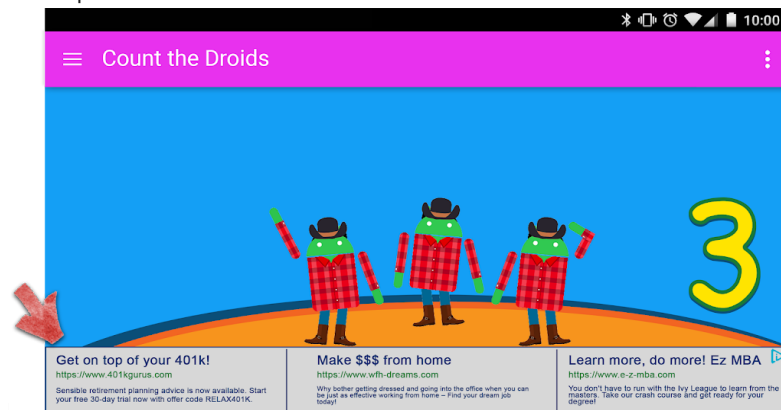 10:00
Count the Droids
3
Get on top of your 401k!
https://www.401kgurus.com
Sensible retirement planning advice is now available. Start
your free 30-day trial now with offer code RELAX401K.
Make $$$ from home
https://www.wfh-dreams.com
Why bother getting dressed and going into the office when you can
be just as effective working from home – Find your dream job
today!
Learn more, do more! Ez MBA
https://www.e-z-mba.com
You don't have to run with the Ivy League to learn from the
masters. Take our crash course and get ready for your
degree!